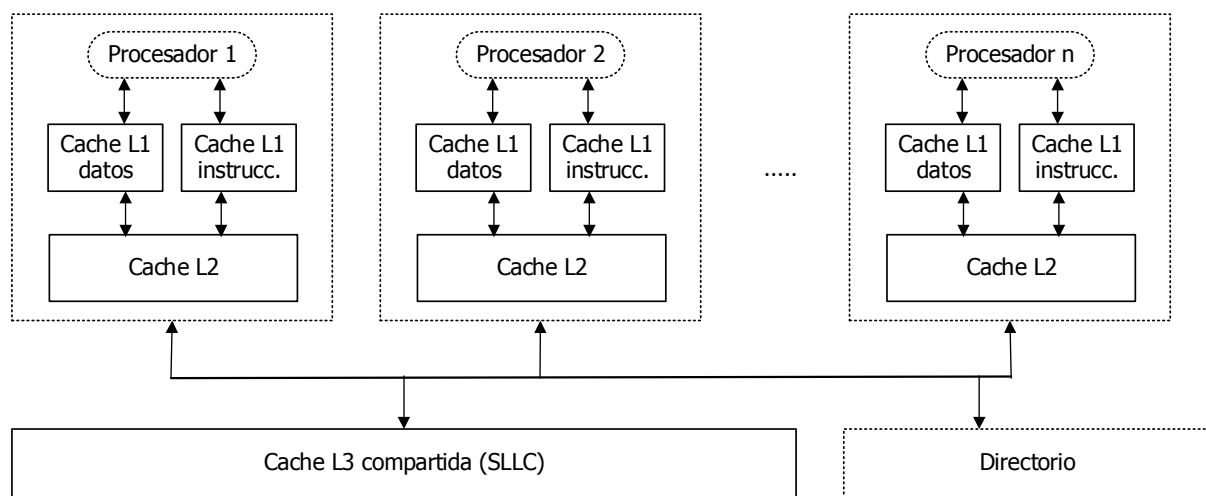 Procesador 1
Cache L1
datos
Cache L1
instrucc.
Cache L2
Procesador 2
Cache L1
datos
Cache L1
instrucc.
Cache L2
.....
Procesador n
Cache L1
datos
Cache L1
instrucc.
Cache L2
Cache L3 compartida (SLLC)
Directorio